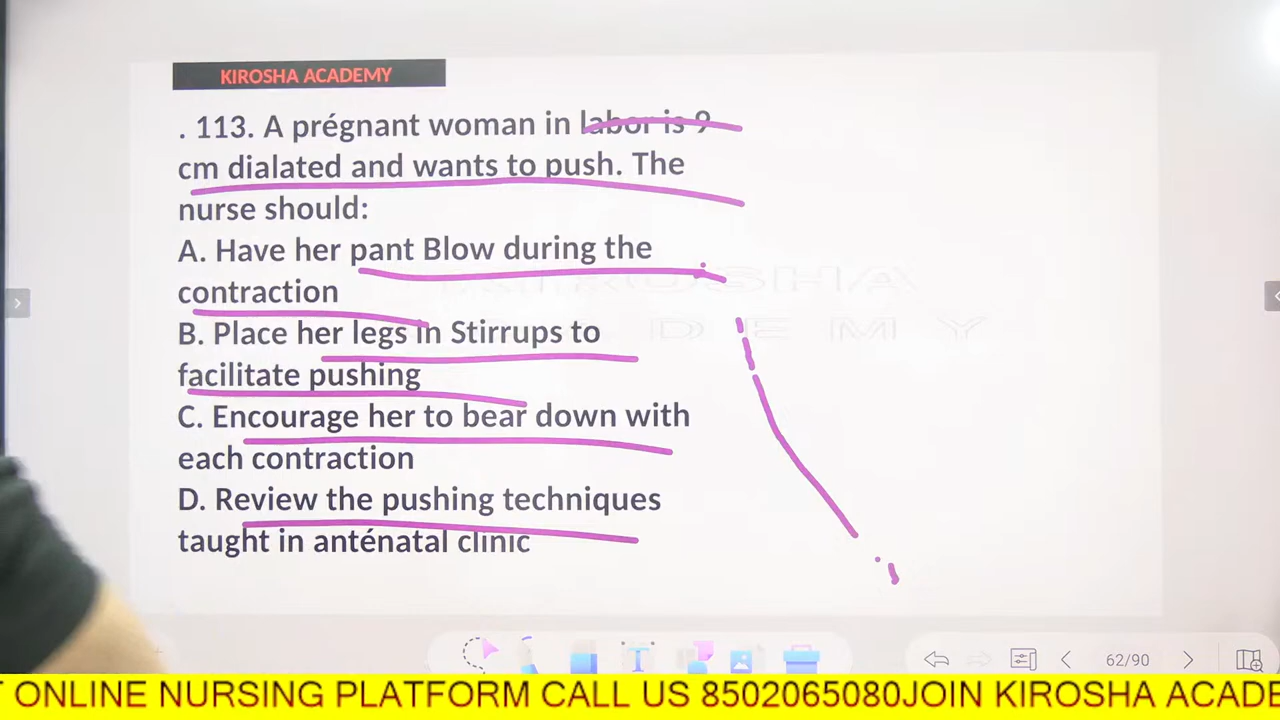 KIROSHA ACADEMY
. 113. A prégnant woman in labor is 9
cm dialated and wants to push. The
nurse should:
A. Have her pant Blow during the
contraction
B. Place her legs in Stirrups to
facilitate pushing
C. Encourage her to bear down with
each contraction
D. Review the pushing techniques
taught in anténatal clinic
KIROSHA
ADEMY
62/90
T ONLINE NURSING PLATFORM CALL US 8502065080JOIN KIROSHA ACADE